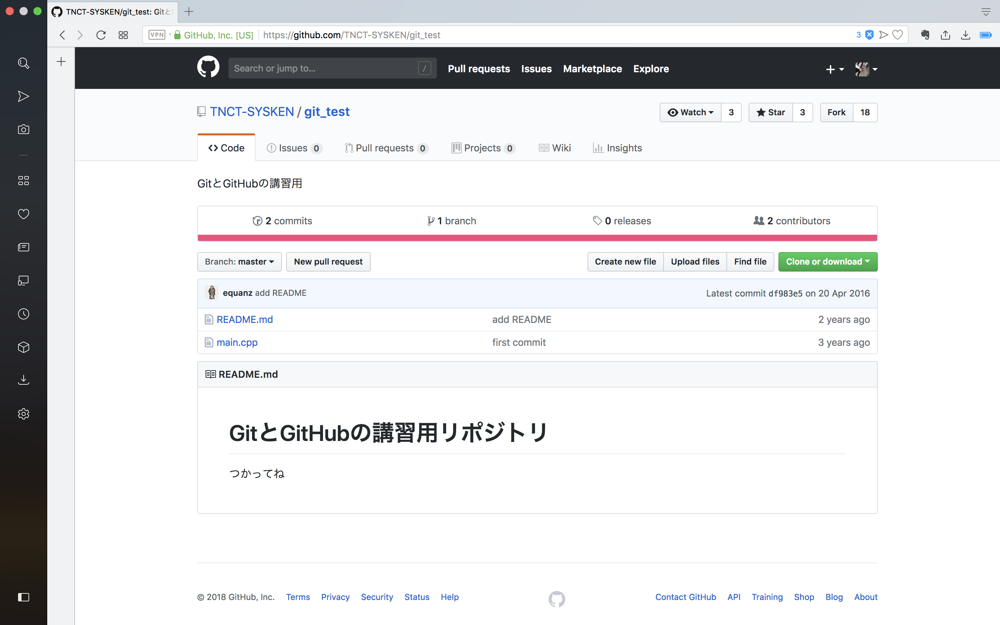 TNCT-SYSKEN/git_test: Gitと
VPN GitHub, Inc. [US] https://github.com/TNCT-SYSKEN/git_test 3
Search or jump to... / Pull requests Issues Marketplace Explore
TNCT-SYSKEN / git_test Watch 3 Star 3 Fork 18
Code Issues 0 Pull requests 0 Projects 0 Wiki Insights
GitとGitHubの講習用
2 commits 1 branch 0 releases 2 contributors
Branch: master New pull request Create new file Upload files Find file Clone or download
equanz add README Latest commit df983e5 on 20 Apr 2016
README.md add README 2 years ago
main.cpp first commit 3 years ago
README.md
GitとGitHubの講習用リポジトリ
つかってね
© 2018 GitHub, Inc. Terms Privacy Security Status Help Contact GitHub API Training Shop Blog About